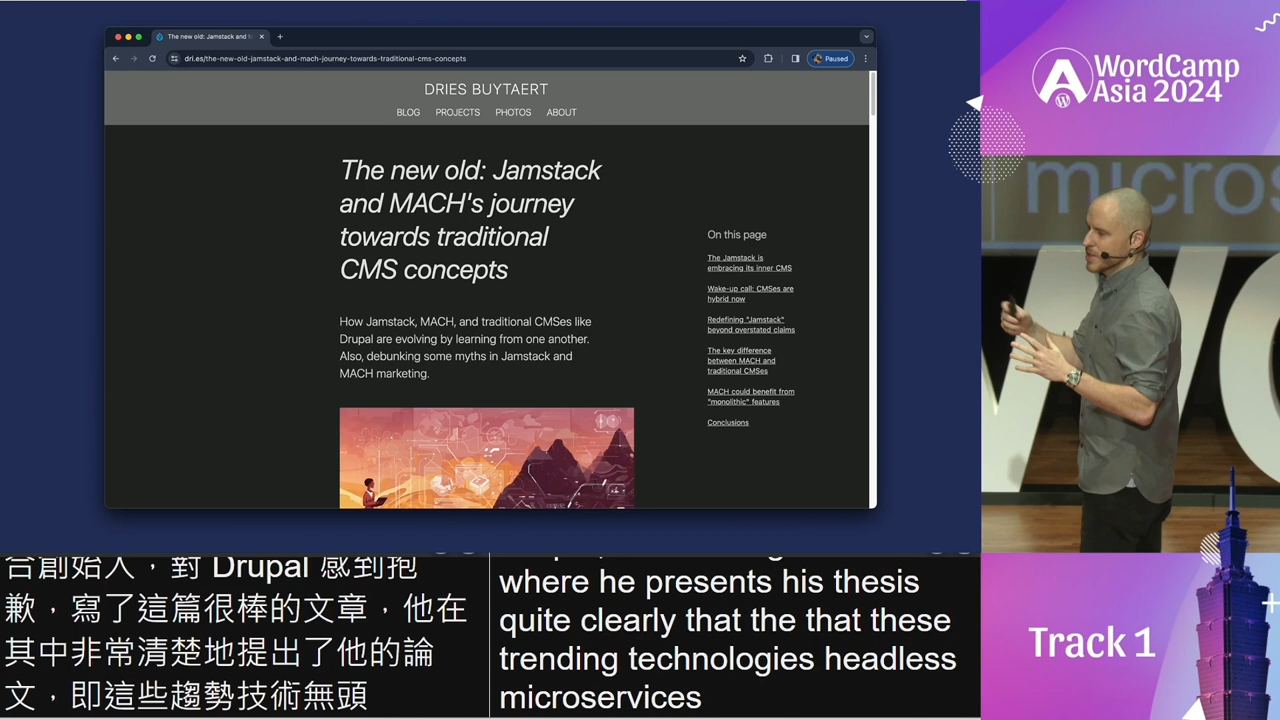 The new old: Jamstack and M
Paused
dri.es/the-new-old-jamstack-and-mach-journey-towards-traditional-cms-concepts
DRIES BUYTAERT
BLOG PROJECTS PHOTOS ABOUT
The new old: Jamstack
and MACH's journey
towards traditional
CMS concepts
How Jamstack, MACH, and traditional CMSes like
Drupal are evolving by learning from one another.
Also, debunking some myths in Jamstack and
MACH marketing.
On this page
The Jamstack is
embracing its inner CMS
Wake-up call: CMSes are
hybrid now
Redefining "Jamstack"
beyond overstated claims
The key difference
between MACH and
traditional CMSes
MACH could benefit from
"monolithic" features
Conclusions
WordCamp
Asia 2024
micros
Track 1
合創始人，對 Drupal 感到抱
歉，寫了這篇很棒的文章，他在
其中非常清楚地提出了他的論
文，即這些趨勢技術無頭
where he presents his thesis
quite clearly that the that these
trending technologies headless
microservices